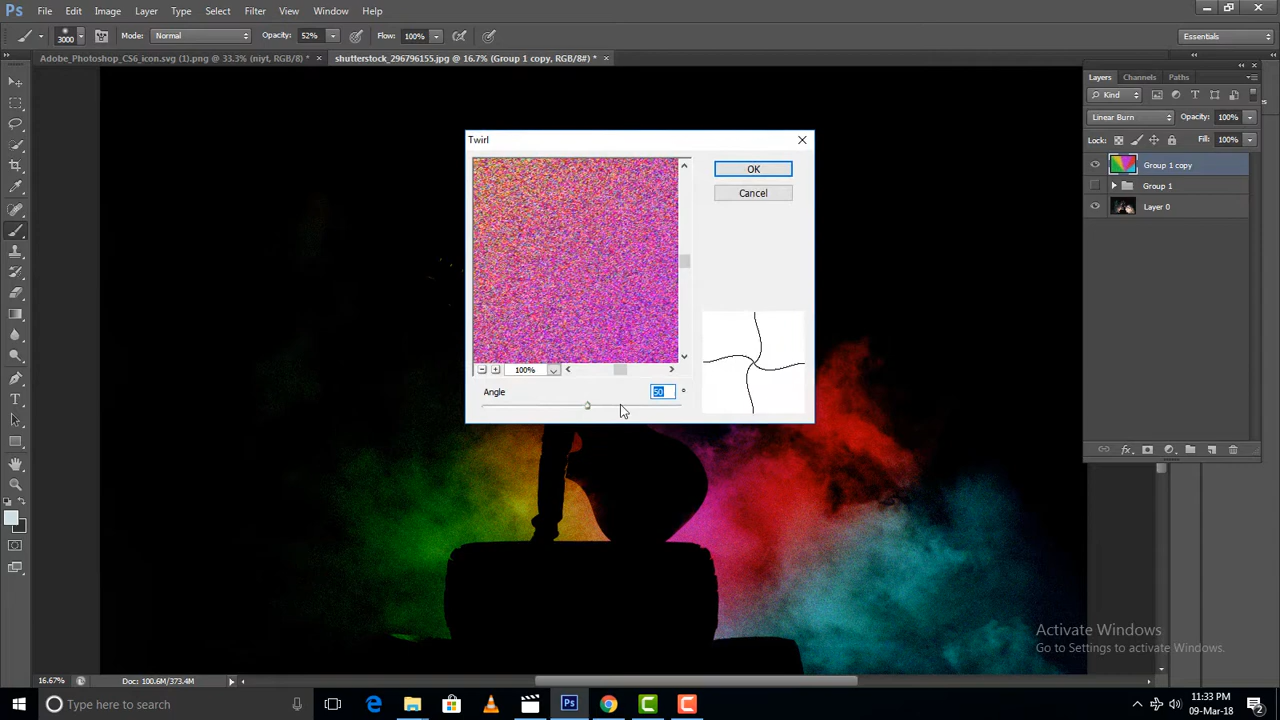 Ps File Edit Image Layer Type Select Filter View Window Help
3000 Mode: Normal Opacity: 52% Flow: 100% Essentials
Adobe_Photoshop_CS6_icon.svg (1).png @ 33.3% (niyt, RGB/8) * × shutterstock_296796155.jpg @ 16.7% (Group 1 copy, RGB/8#) * ×
Layers Channels Paths
Kind
Linear Burn Opacity: 100%
Lock: Fill: 100%
Group 1 copy
Group 1
Layer 0
Twirl
OK
Cancel
100%
Angle 50 °
Activate Windows
Go to Settings to activate Windows.
16.67% Doc: 100.6M/373.4M
Type here to search
Ps
11:33 PM
09-Mar-18
2